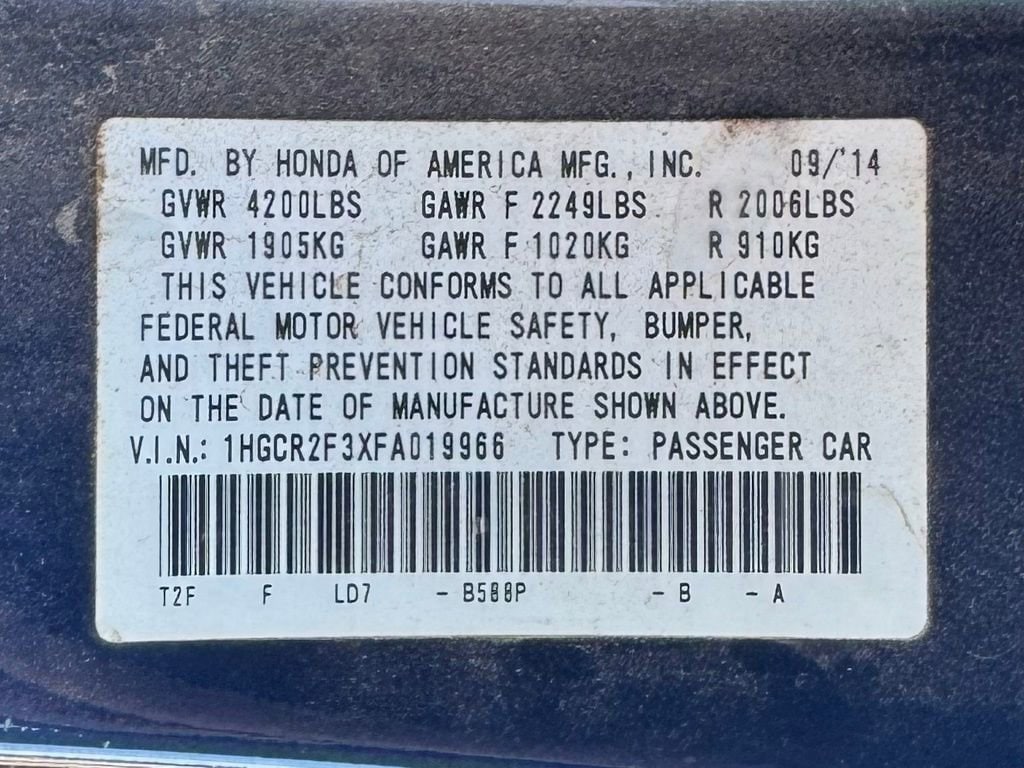 MFD. BY HONDA OF AMERICA MFG., INC. 09/'14
GVWR 4200LBS GAWR F 2249LBS R 2006LBS
GVWR 1905KG GAWR F 1020KG R 910KG
THIS VEHICLE CONFORMS TO ALL APPLICABLE
FEDERAL MOTOR VEHICLE SAFETY, BUMPER,
AND THEFT PREVENTION STANDARDS IN EFFECT
ON THE DATE OF MANUFACTURE SHOWN ABOVE.
V.I.N.: 1HGCR2F3XFA019966 TYPE: PASSENGER CAR
T2F F LD7 - B588P - B - A